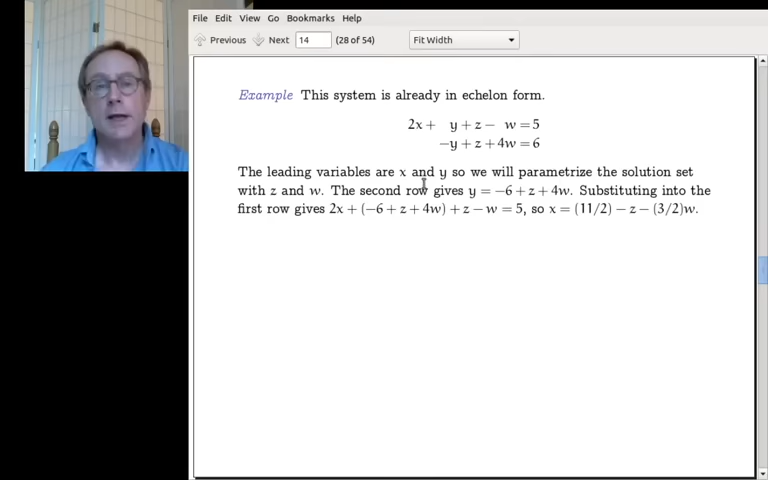 File Edit View Go Bookmarks Help
Previous Next 14 (28 of 54) Fit Width
Example This system is already in echelon form.
2x + y + z − w = 5
−y + z + 4w = 6
The leading variables are x and y so we will parametrize the solution set
with z and w. The second row gives y = −6 + z + 4w. Substituting into the
first row gives 2x + (−6 + z + 4w) + z − w = 5, so x = (11/2) − z − (3/2)w.